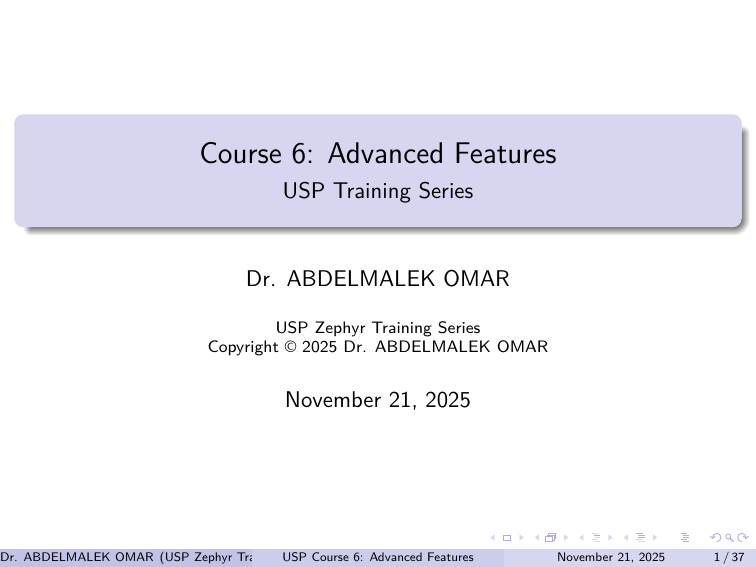 Course 6: Advanced Features
USP Training Series
Dr. ABDELMALEK OMAR
USP Zephyr Training Series
Copyright © 2025 Dr. ABDELMALEK OMAR
November 21, 2025
Dr. ABDELMALEK OMAR (USP Zephyr Tra
USP Course 6: Advanced Features
November 21, 2025
1 / 37